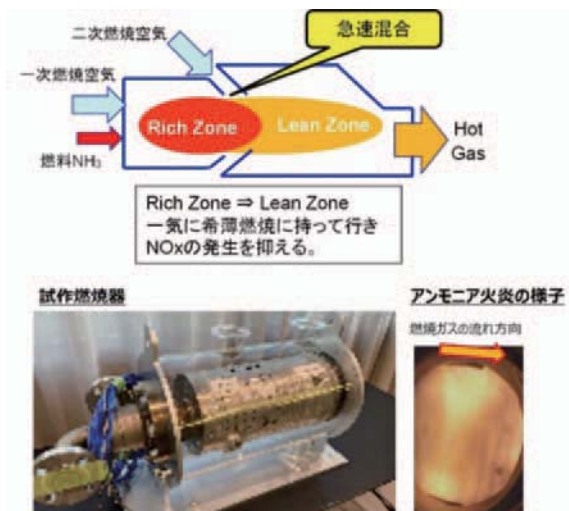 二次燃焼空気
急速混合
一次燃焼空気
Rich Zone
Lean Zone
燃料NH₃
Hot
Gas
Rich Zone ⇒ Lean Zone
一気に希薄燃焼に持って行き
NOxの発生を抑える。
試作燃焼器
アンモニア火炎の様子
燃焼ガスの流れ方向